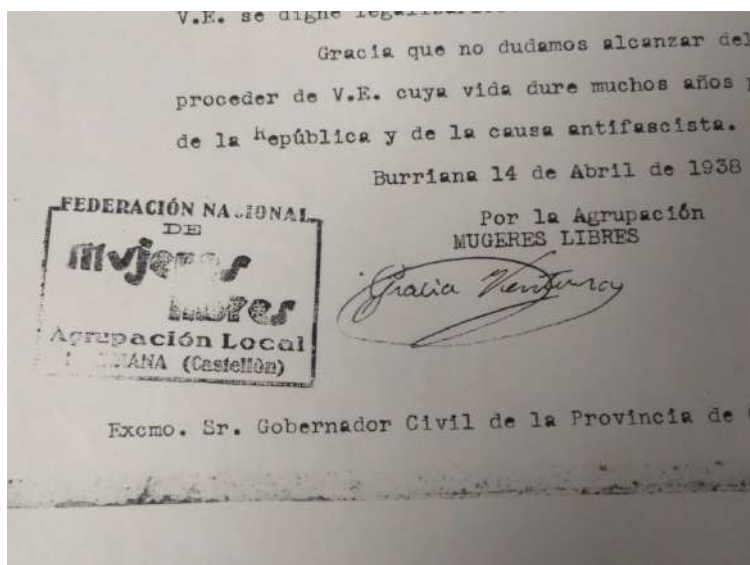 V.E. se digne
Gracia que no dudamos alcanzar del
proceder de V.E. cuya vida dure muchos años
de la República y de la causa antifascista.
Burriana 14 de Abril de 1938
FEDERACIÓN NACIONAL
DE
mujeres
libres
Agrupación Local
(Castellón)
Por la Agrupación
MUGERES LIBRES
Gracia Ventura
Excmo. Sr. Gobernador Civil de la Provincia de